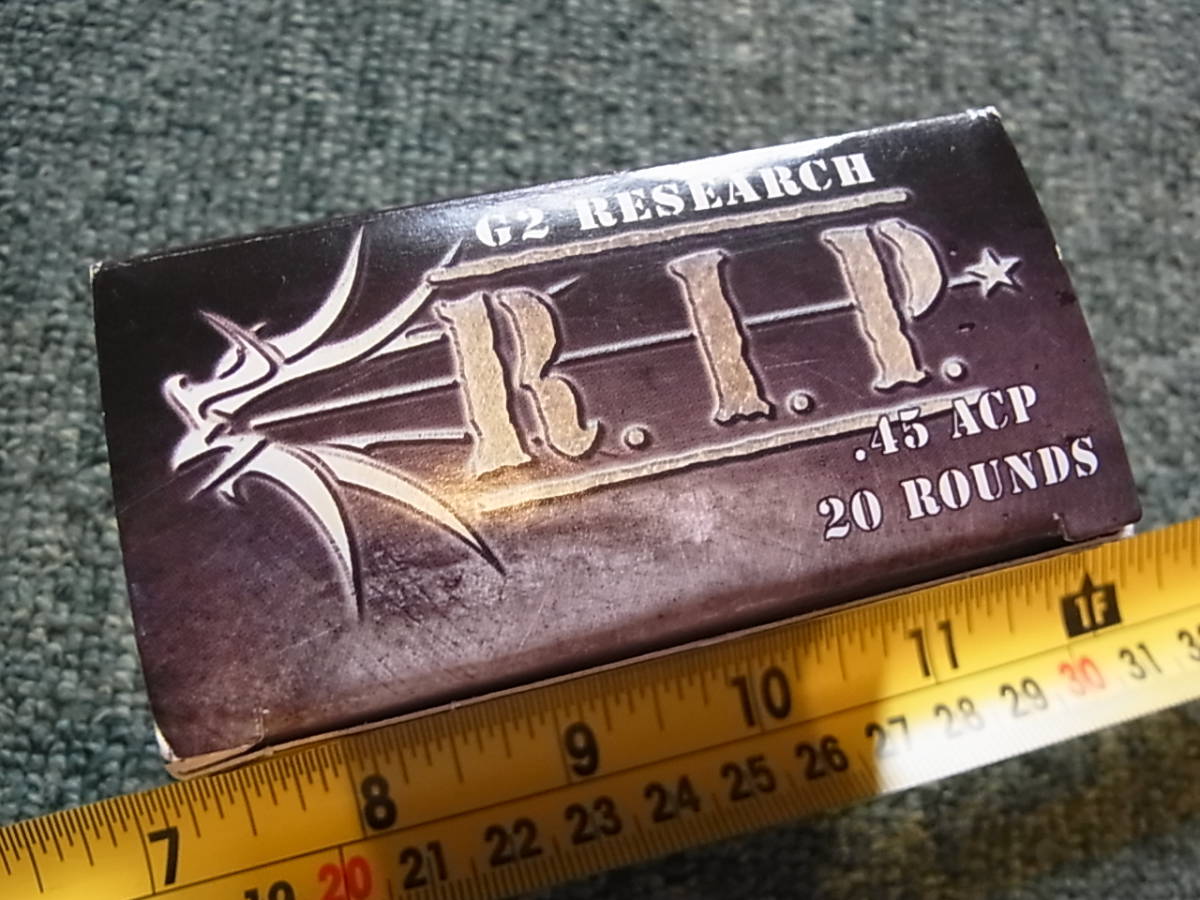 G2 RESEARCH
R.I.P.
.45 ACP
20 ROUNDS
7 8 9 10 11 1F
20 21 22 23 24 25 26 27 28 29 30 31